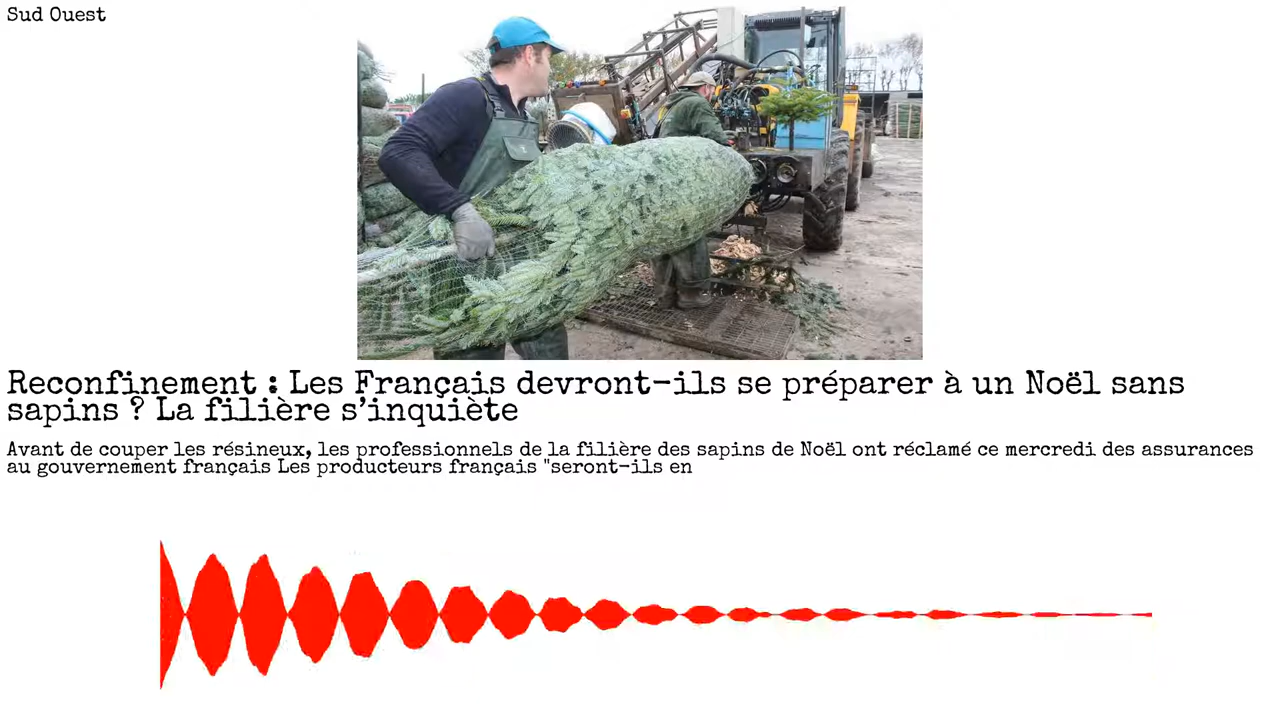 Sud Ouest
Reconfinement : Les Français devront-ils se préparer à un Noël sans
sapins ? La filière s'inquiète
Avant de couper les résineux, les professionnels de la filière des sapins de Noël ont réclamé ce mercredi des assurances
au gouvernement français Les producteurs français "seront-ils en